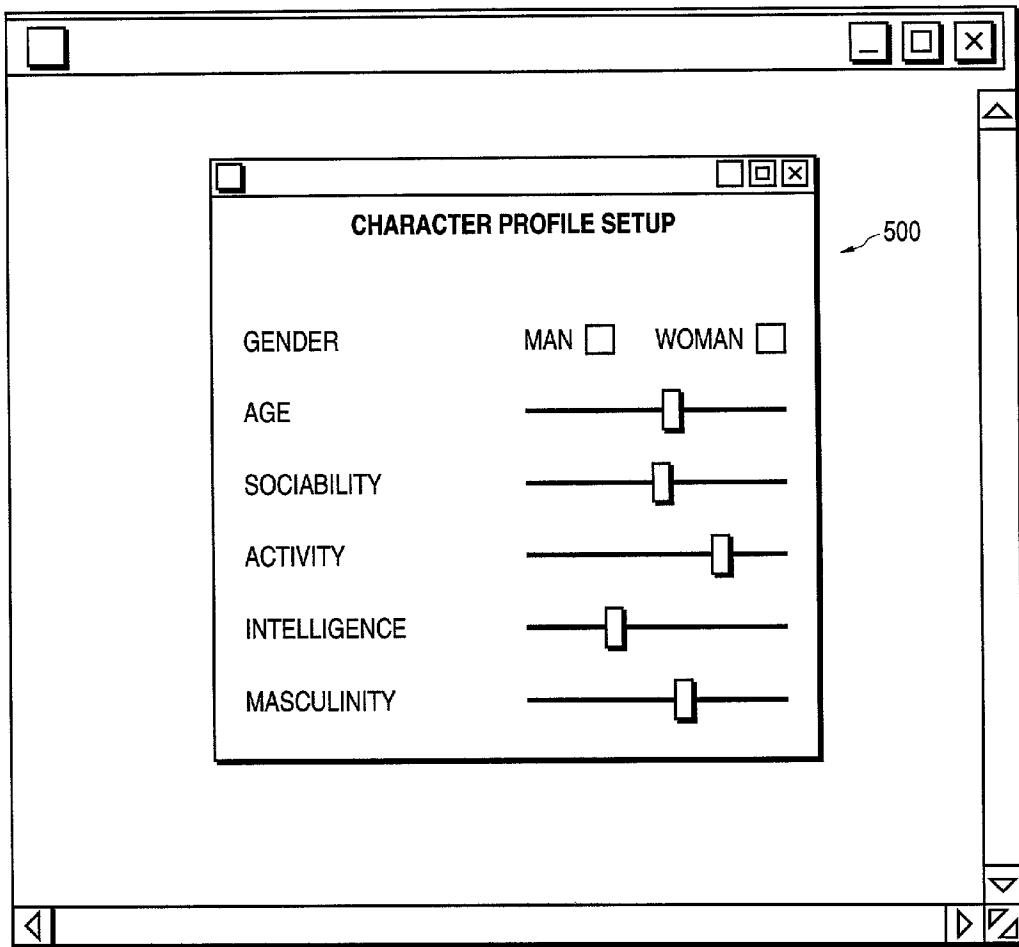 CHARACTER PROFILE SETUP
500
GENDER MAN WOMAN
AGE
SOCIABILITY
ACTIVITY
INTELLIGENCE
MASCULINITY